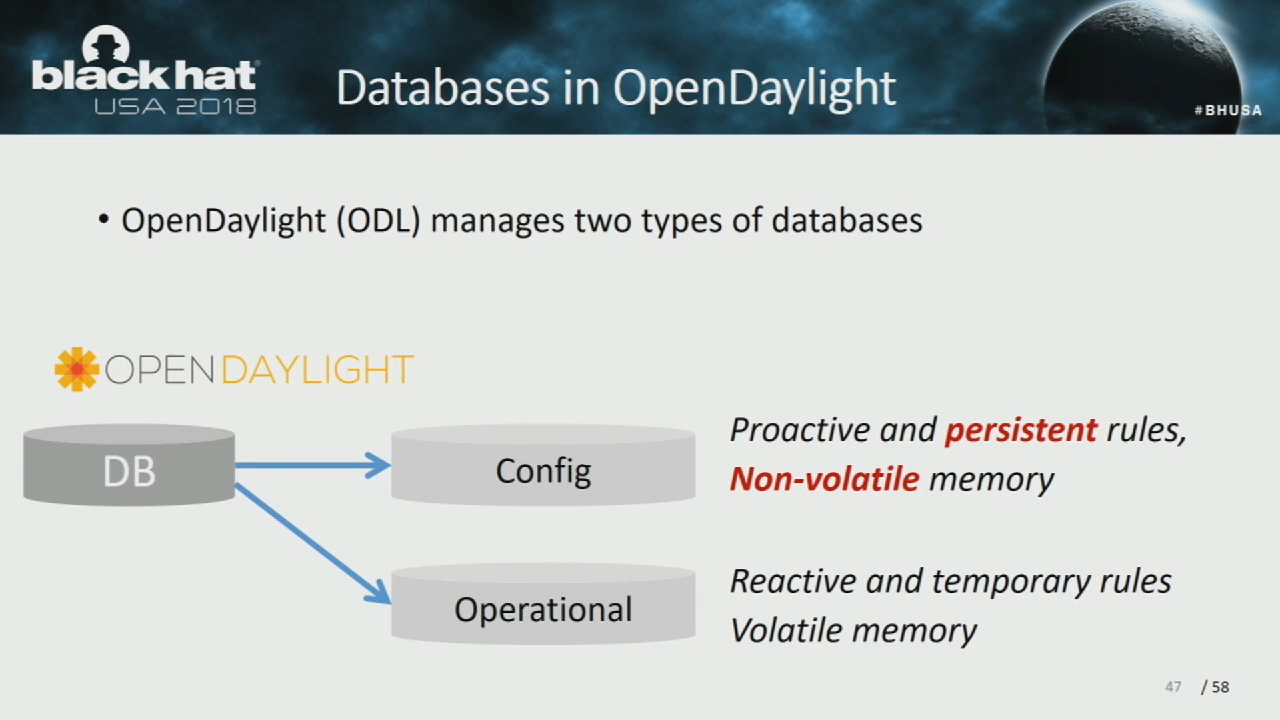 black hat
USA 2018
Databases in OpenDaylight
#BHUSA
• OpenDaylight (ODL) manages two types of databases
OPENDAYLIGHT
DB
Config
Proactive and persistent rules,
Non-volatile memory
Operational
Reactive and temporary rules
Volatile memory
47 / 58